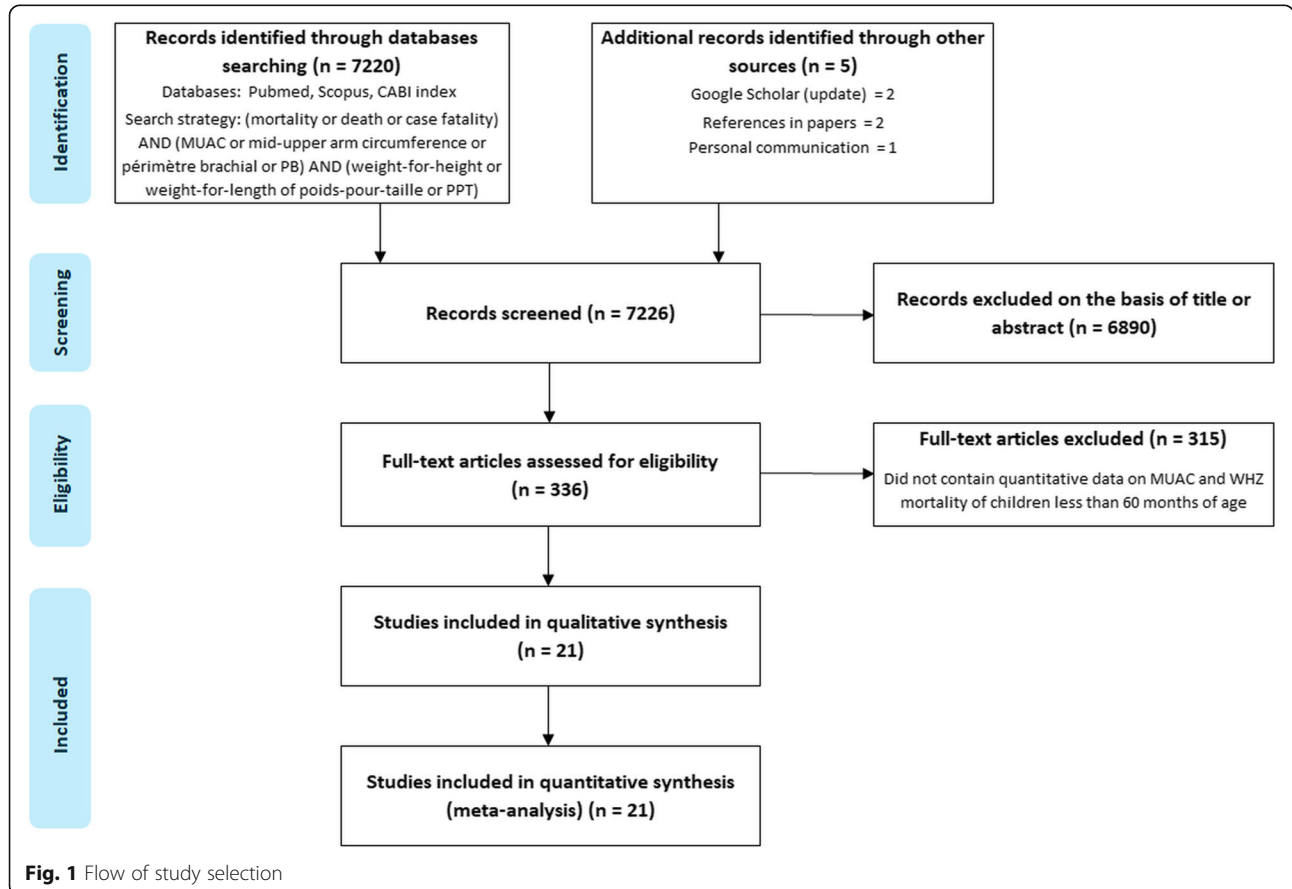 Identification
Records identified through databases
searching (n = 7220)
Databases: Pubmed, Scopus, CABI index
Search strategy: (mortality or death or case fatality)
AND (MUAC or mid-upper arm circumference or
périmètre brachial or PB) AND (weight-for-height or
weight-for-length of poids-pour-taille or PPT)
Additional records identified through other
sources (n = 5)
Google Scholar (update) = 2
References in papers = 2
Personal communication = 1
Screening
Records screened (n = 7226)
Records excluded on the basis of title or
abstract (n = 6890)
Eligibility
Full-text articles assessed for eligibility
(n = 336)
Full-text articles excluded (n = 315)
Did not contain quantitative data on MUAC and WHZ
mortality of children less than 60 months of age
Included
Studies included in qualitative synthesis
(n = 21)
Studies included in quantitative synthesis
(meta-analysis) (n = 21)
Fig. 1 Flow of study selection